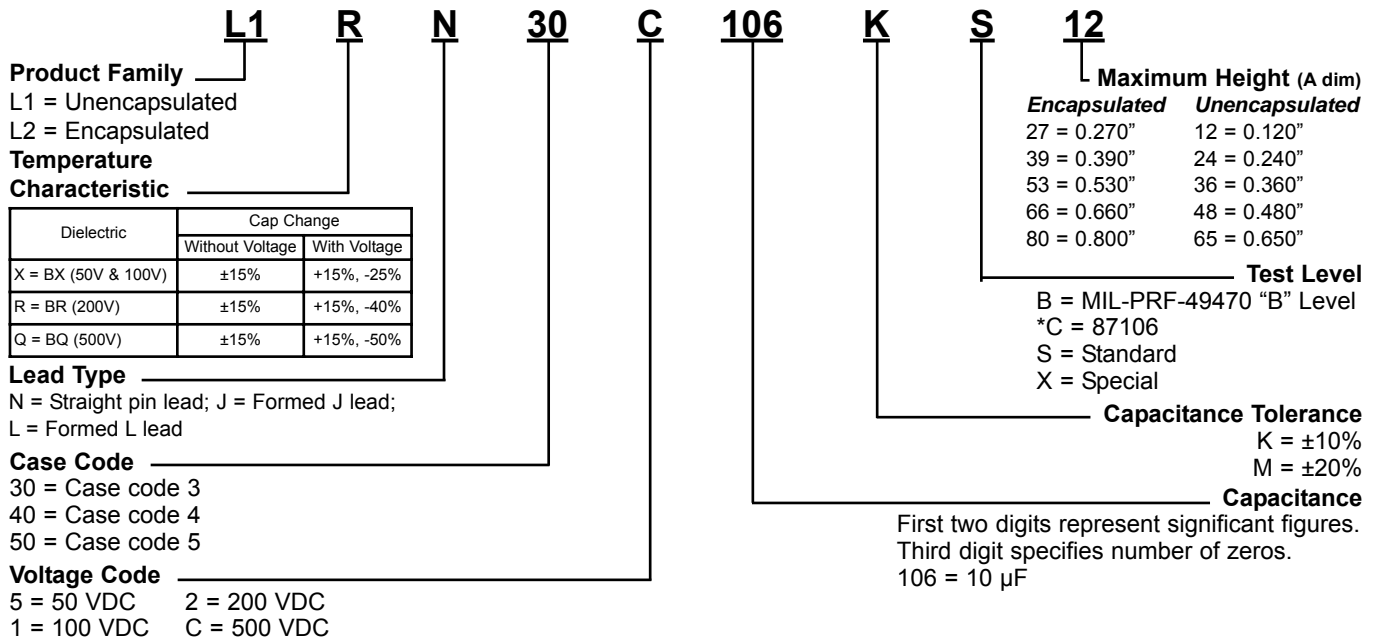 L1 R N 30 C 106 K S 12
Product Family
L1 = Unencapsulated
L2 = Encapsulated
Temperature
Characteristic
Dielectric
Cap Change
Without Voltage With Voltage
X = BX (50V & 100V) ±15% +15%, -25%
R = BR (200V) ±15% +15%, -40%
Q = BQ (500V) ±15% +15%, -50%
Lead Type
N = Straight pin lead; J = Formed J lead;
L = Formed L lead
Case Code
30 = Case code 3
40 = Case code 4
50 = Case code 5
Voltage Code
5 = 50 VDC 2 = 200 VDC
1 = 100 VDC C = 500 VDC
Maximum Height (A dim)
Encapsulated Unencapsulated
27 = 0.270” 12 = 0.120”
39 = 0.390” 24 = 0.240”
53 = 0.530” 36 = 0.360”
66 = 0.660” 48 = 0.480”
80 = 0.800” 65 = 0.650”
Test Level
B = MIL-PRF-49470 “B” Level
*C = 87106
S = Standard
X = Special
Capacitance Tolerance
K = ±10%
M = ±20%
Capacitance
First two digits represent significant figures.
Third digit specifies number of zeros.
106 = 10 µF